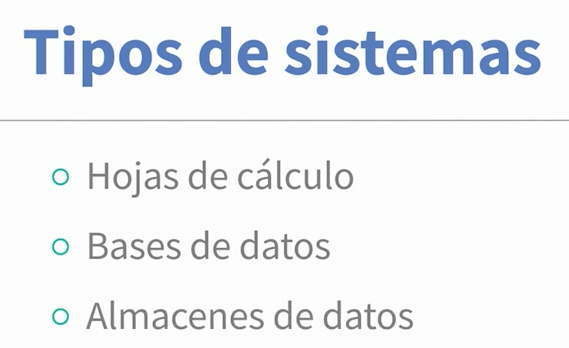 Tipos de sistemas
Hojas de cálculo
Bases de datos
Almacenes de datos